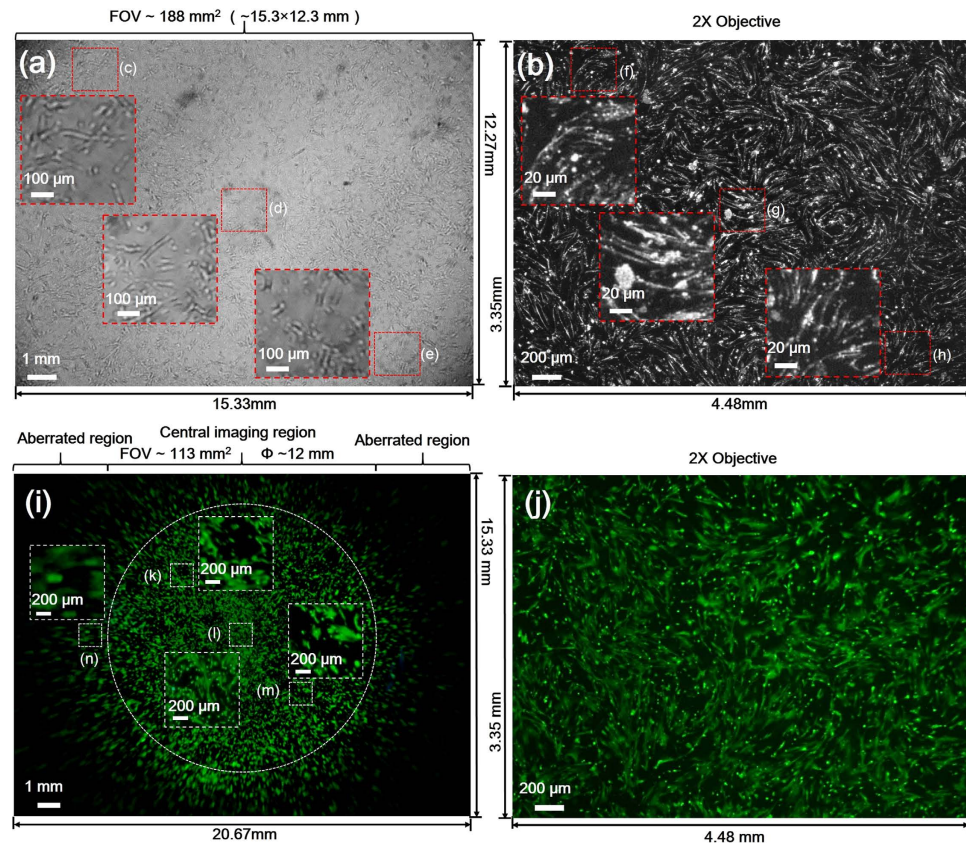 FOV ~ 188 mm² ( ~15.3×12.3 mm )
2X Objective
(a)
(c)
100 µm
(d)
100 µm
100 µm
(e)
1 mm
15.33mm
12.27mm
3.35mm
(b)
(f)
20 µm
(g)
20 µm
20 µm
(h)
200 µm
4.48mm
Aberrated region
Central imaging region
Aberrated region
FOV ~ 113 mm²
Φ ~12 mm
2X Objective
(i)
(k)
200 µm
200 µm
(l)
200 µm
(n)
(m)
200 µm
1 mm
20.67mm
15.33 mm
3.35 mm
(j)
200 µm
4.48 mm